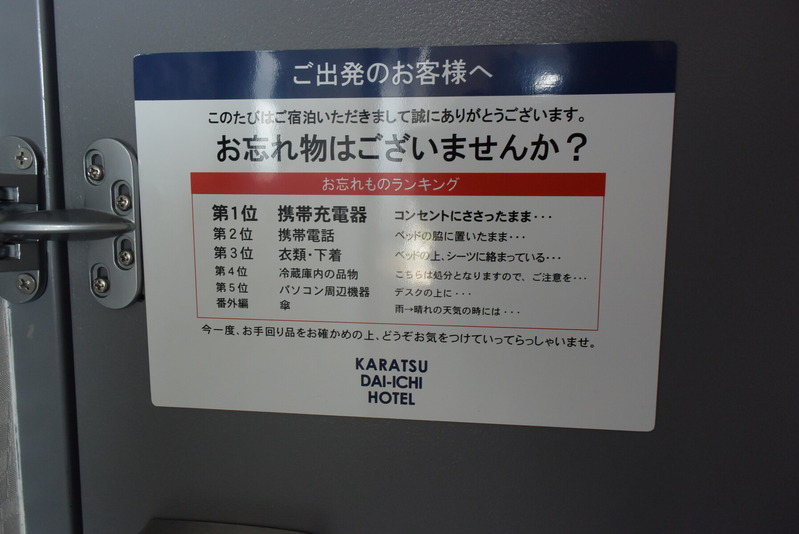 ご出発のお客様へ
このたびはご宿泊いただきまして誠にありがとうございます。
お忘れ物はございませんか？
お忘れものランキング
第1位 携帯充電器 コンセントにささったまま･･･
第2位 携帯電話 ベッドの脇に置いたまま･･･
第3位 衣類・下着 ベッドの上、シーツに絡まっている･･･
第4位 冷蔵庫内の品物 こちらは処分となりますので、ご注意を･･･
第5位 パソコン周辺機器 デスクの上に･･･
番外編 傘 雨→晴れの天気の時には･･･
今一度、お手回り品をお確かめの上、どうぞお気をつけていってらっしゃいませ。
KARATSU
DAI-ICHI
HOTEL